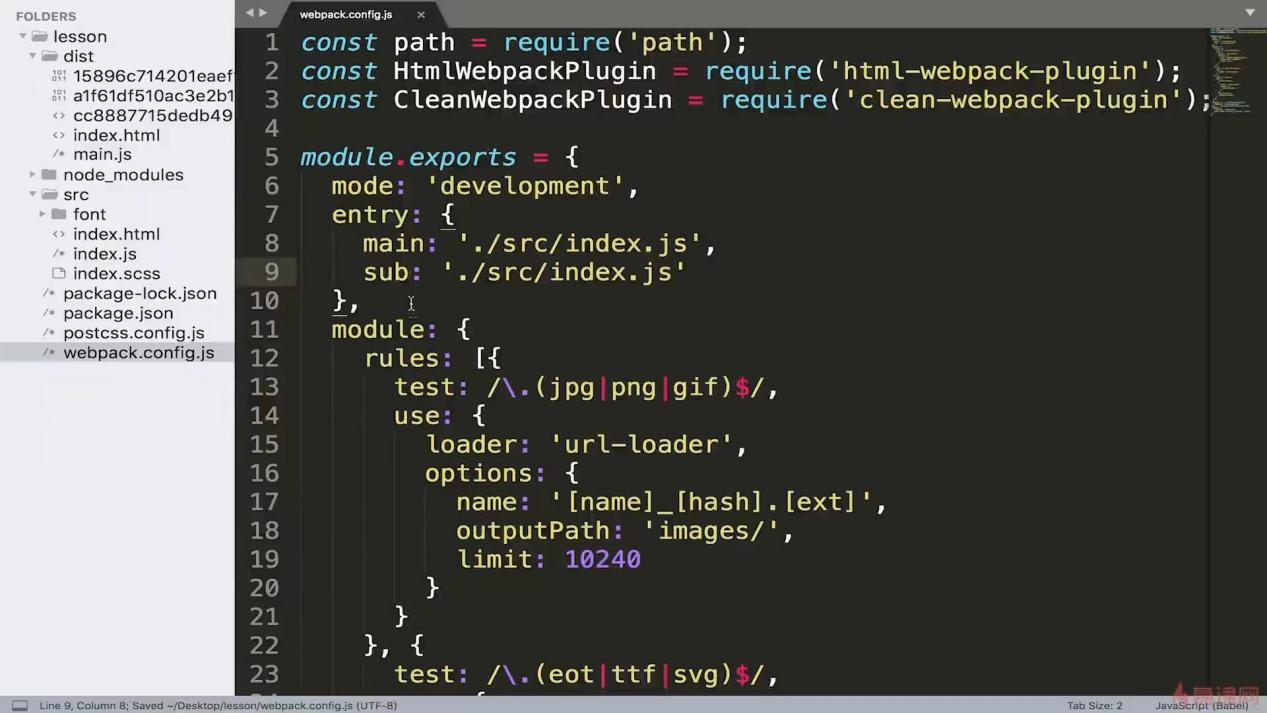 FOLDERS
lesson
dist
15896c714201eaef
a1f61df510ac3e2b1
cc8887715dedb49
index.html
main.js
node_modules
src
font
index.html
index.js
index.scss
package-lock.json
package.json
postcss.config.js
webpack.config.js
webpack.config.js ×
1 const path = require('path');
2 const HtmlWebpackPlugin = require('html-webpack-plugin');
3 const CleanWebpackPlugin = require('clean-webpack-plugin');
4
5 module.exports = {
6 mode: 'development',
7 entry: {
8 main: './src/index.js',
9 sub: './src/index.js'
10 },
11 module: {
12 rules: [{
13 test: /\.(jpg|png|gif)$/,
14 use: {
15 loader: 'url-loader',
16 options: {
17 name: '[name]_[hash].[ext]',
18 outputPath: 'images/',
19 limit: 10240
20 }
21 }
22 }, {
23 test: /\.(eot|ttf|svg)$/,
Line 9, Column 8; Saved ~/Desktop/lesson/webpack.config.js (UTF-8)
Tab Size: 2
JavaScript (Babel)
慕课网